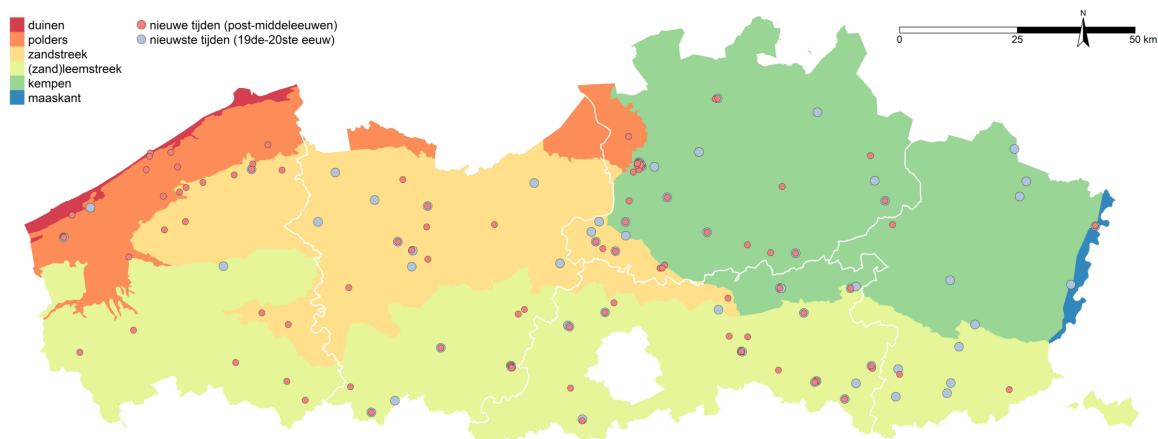 duinen
polders
zandstreek
(zand)leemstreek
kempen
maaskant
nieuwe tijden (post-middeleeuwen)
nieuwste tijden (19de-20ste eeuw)
N
0 25 50 km